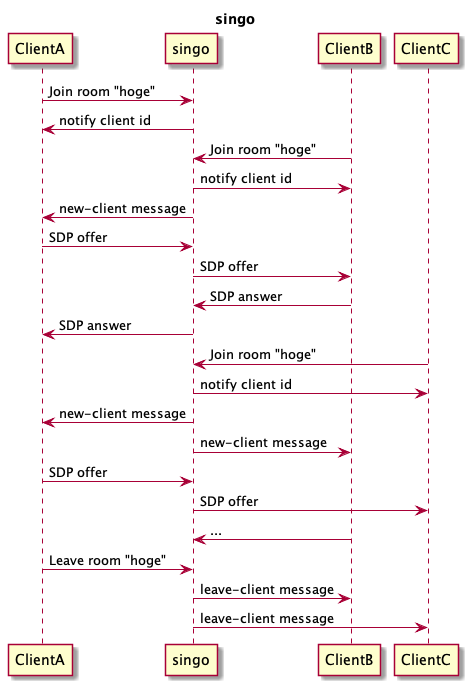 singo
ClientA singo ClientB ClientC
Join room "hoge"
notify client id
Join room "hoge"
notify client id
new-client message
SDP offer
SDP offer
SDP answer
SDP answer
Join room "hoge"
notify client id
new-client message
new-client message
SDP offer
SDP offer
...
Leave room "hoge"
leave-client message
leave-client message
ClientA singo ClientB ClientC